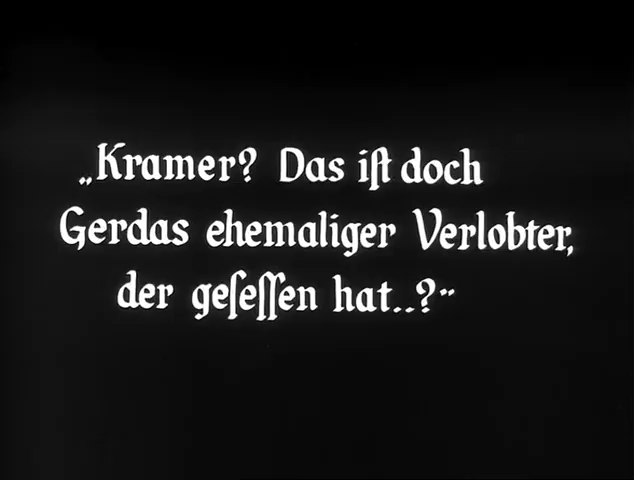 „Kramer? Das iſt doch
Gerdas ehemaliger Verlobter,
der geſeſſen hat..?“